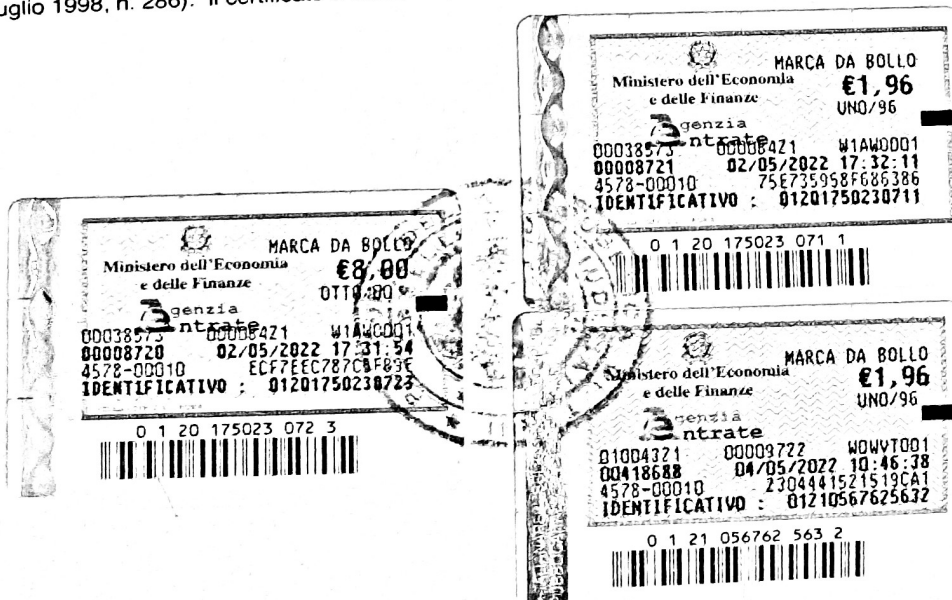 uglio 1998, n. 286). Il certificato
MARCA DA BOLLO
Ministero dell'Economia
e delle Finanze
€1,96
UNO/96
genzia
ntrate
00038573 00008421 W1AW0001
00008721 02/05/2022 17:32:11
4578-00010 75E735958F686386
IDENTIFICATIVO : 01201750230711
0 1 20 175023 071 1
MARCA DA BOLLO
Ministero dell'Economia
e delle Finanze
€8,00
OTTO/00
genzia
ntrate
00038573 00008421 W1AW0001
00008720 02/05/2022 17:31:54
4578-00010
IDENTIFICATIVO : 01201750230723
0 1 20 175023 072 3
MARCA DA BOLLO
Ministero dell'Economia
e delle Finanze
€1,96
UNO/96
genzia
ntrate
01004321 00009722 W0WVT001
00418688 04/05/2022 10:46:38
4578-00010 2304441521519CA1
IDENTIFICATIVO : 01210567625632
0 1 21 056762 563 2